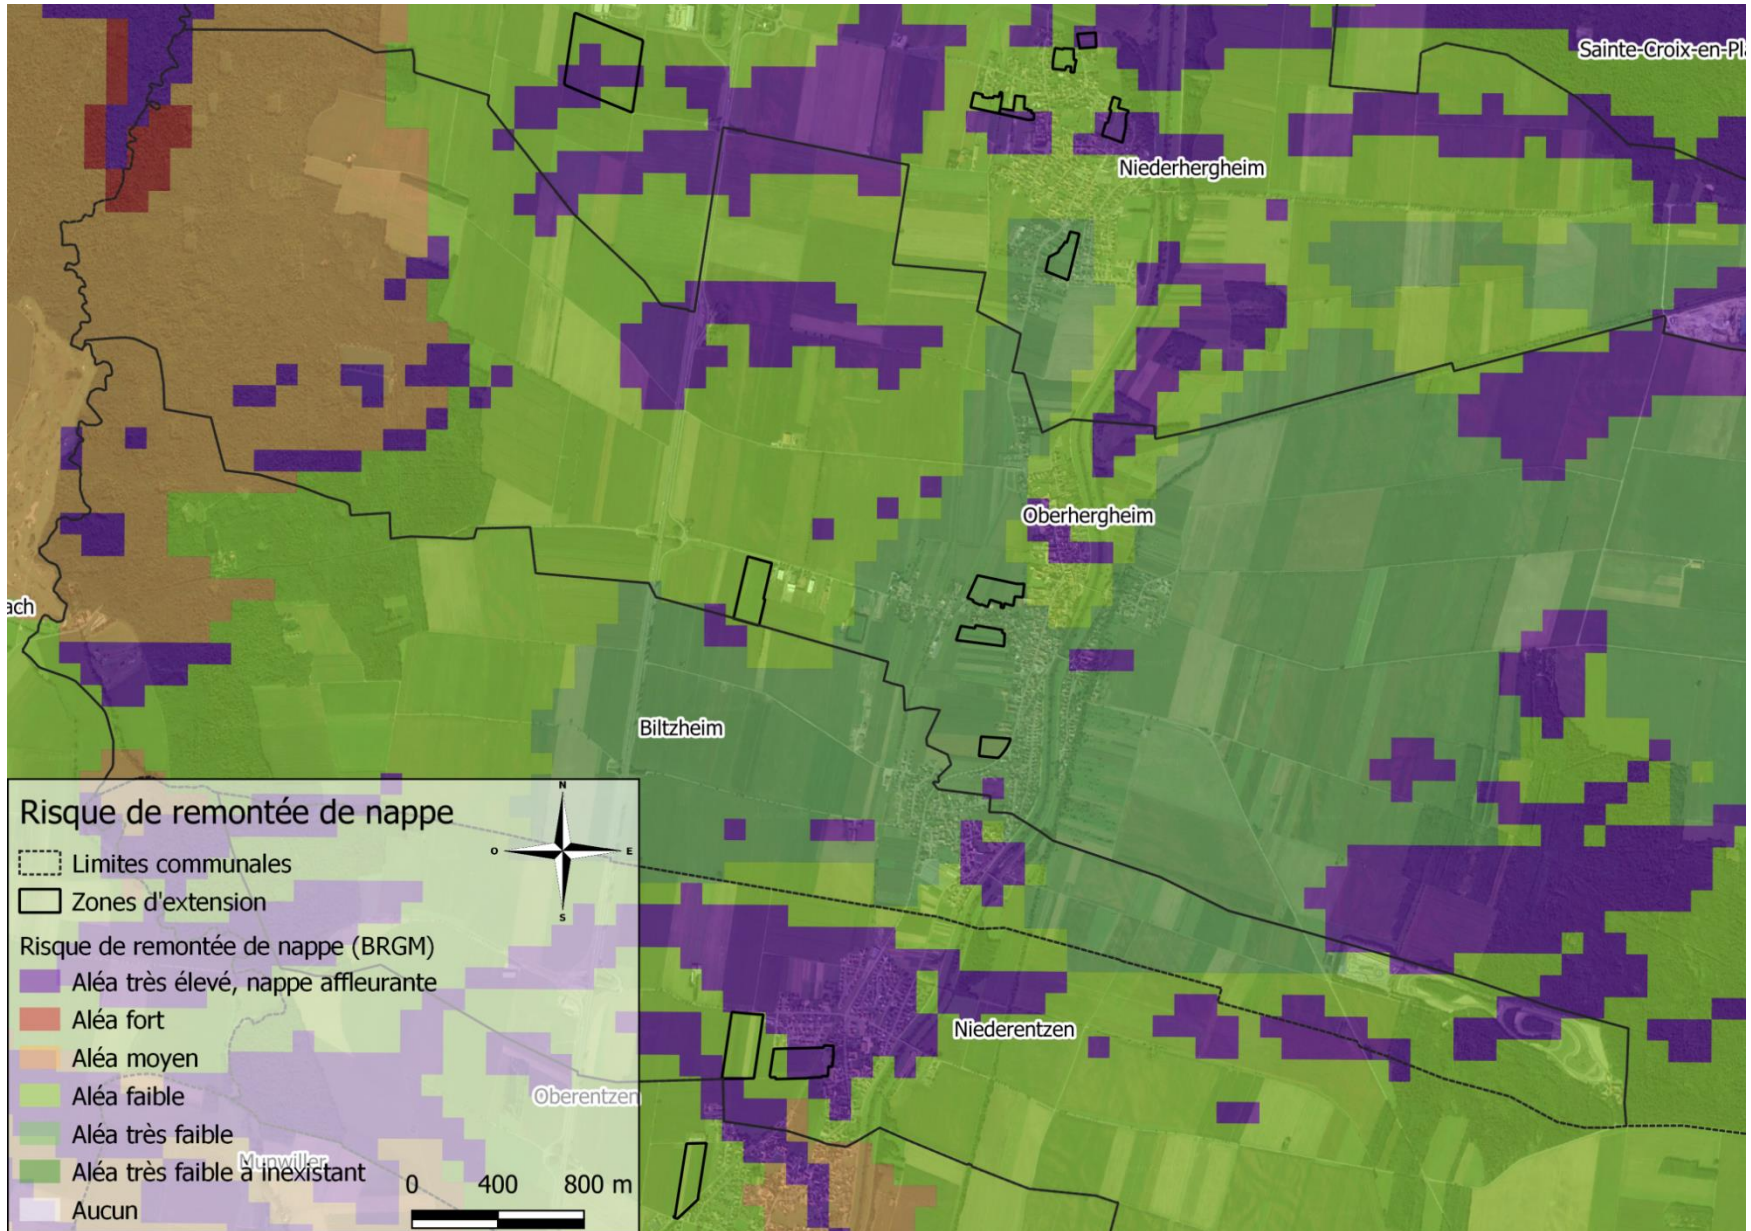 Sainte-Croix-en-Pla
Niederhergheim
Oberhergheim
ach
Biltzheim
Niederentzen
Oberentzen
Munwiller
Risque de remontée de nappe
Limites communales
Zones d'extension
Risque de remontée de nappe (BRGM)
Aléa très élevé, nappe affleurante
Aléa fort
Aléa moyen
Aléa faible
Aléa très faible
Aléa très faible à inexistant
Aucun
N
O E
S
0 400 800 m